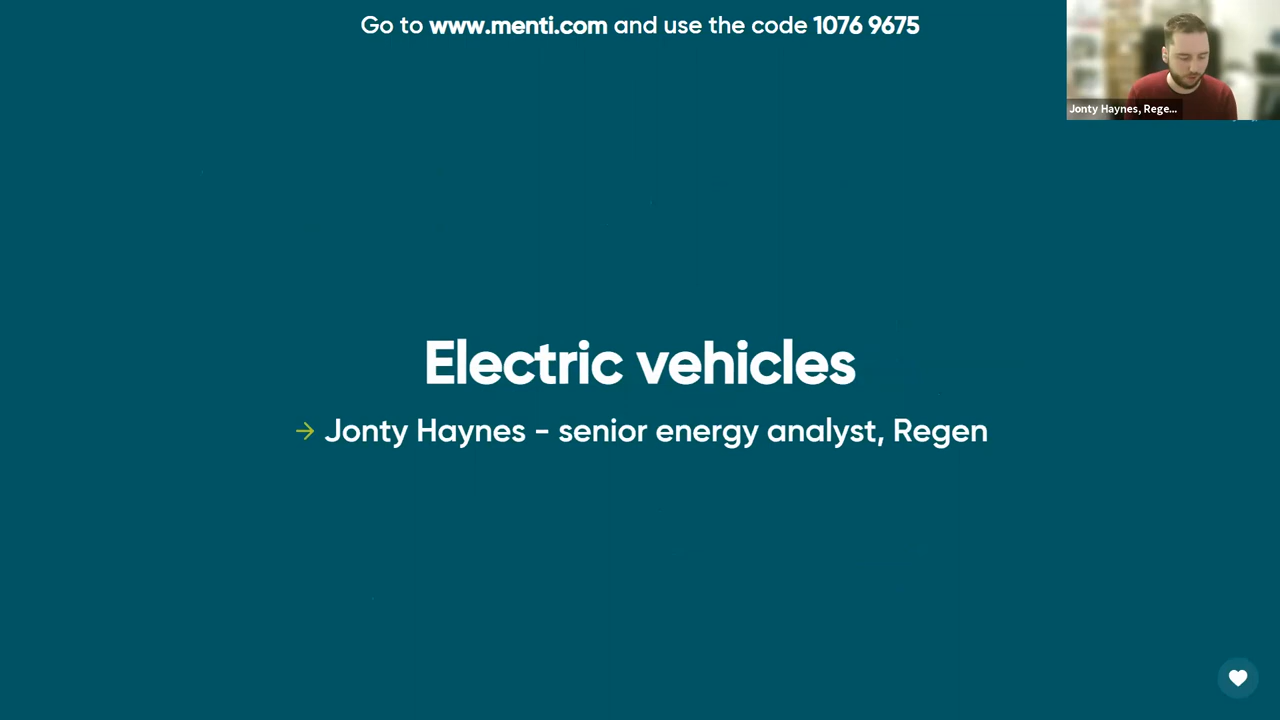 Go to www.menti.com and use the code 1076 9675
Jonty Haynes, Rege...
Electric vehicles
→ Jonty Haynes - senior energy analyst, Regen